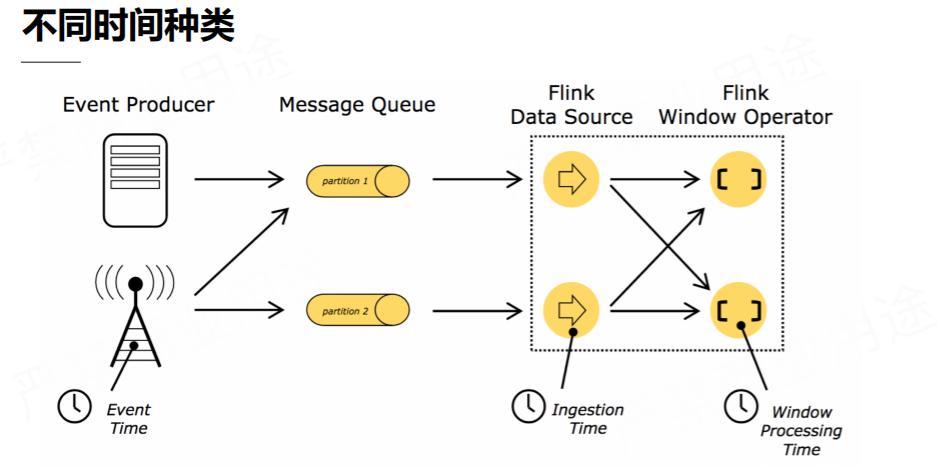 不同时间种类
Event Producer
Message Queue
Flink
Data Source
Flink
Window Operator
partition 1
partition 2
Event
Time
Ingestion
Time
Window
Processing
Time